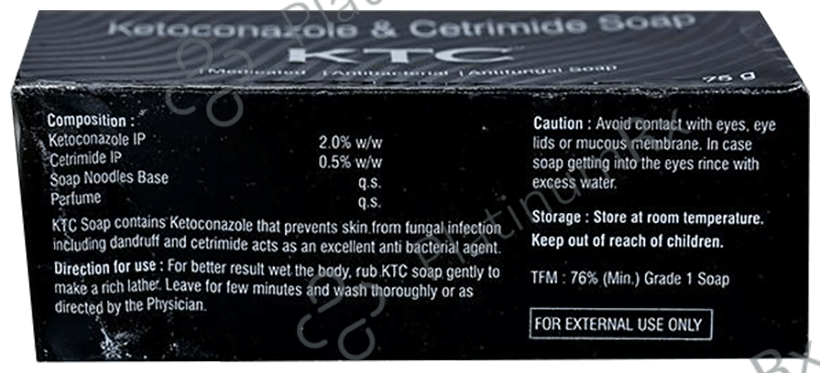 Ketoconazole & Cetrimide Soap
KTC
| Medicated | Antibacterial | Antifungal Soap
75 g
Composition :
Ketoconazole IP 2.0% w/w
Cetrimide IP 0.5% w/w
Soap Noodles Base q.s.
Perfume q.s.
KTC Soap contains Ketoconazole that prevents skin from fungal infection
including dandruff and cetrimide acts as an excellent anti bacterial agent.
Direction for use : For better result wet the body, rub KTC soap gently to
make a rich lather. Leave for few minutes and wash thoroughly or as
directed by the Physician.
Caution : Avoid contact with eyes, eye
lids or mucous membrane. In case
soap getting into the eyes rince with
excess water.
Storage : Store at room temperature.
Keep out of reach of children.
TFM : 76% (Min.) Grade 1 Soap
FOR EXTERNAL USE ONLY
PlatinumRx